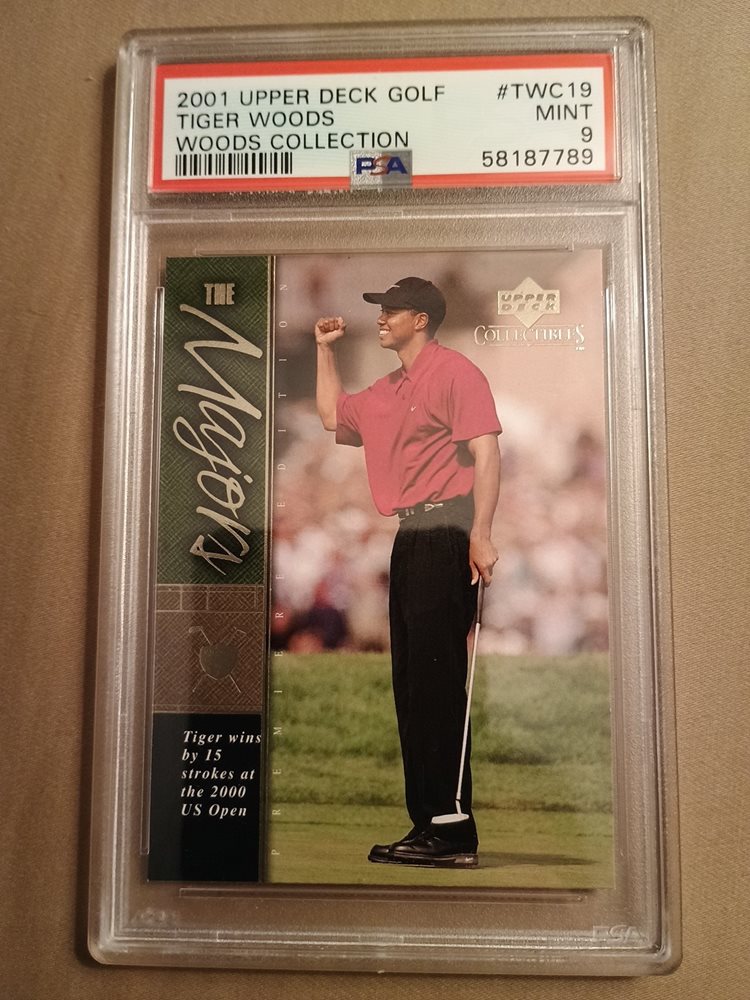 2001 UPPER DECK GOLF #TWC19
TIGER WOODS MINT
WOODS COLLECTION 9
PSA 58187789
THE
Majors
PREMIERE EDITION
UPPER
DECK
COLLECTIBLES
Tiger wins
by 15
strokes at
the 2000
US Open
PSA